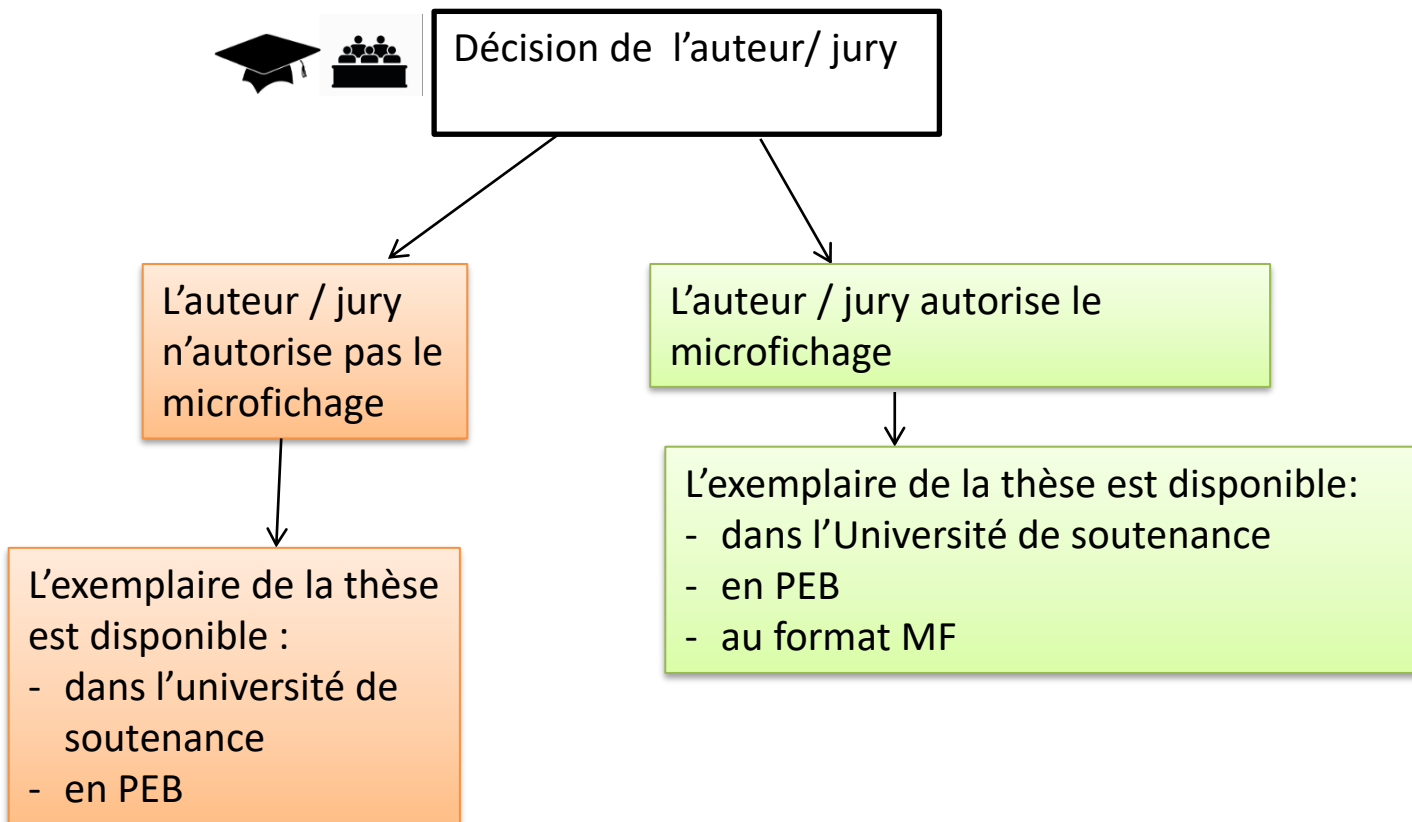 Décision de l’auteur/ jury
L’auteur / jury
n’autorise pas le
microfichage
L’exemplaire de la thèse
est disponible :
- dans l’université de
soutenance
- en PEB
L’auteur / jury autorise le
microfichage
L’exemplaire de la thèse est disponible:
- dans l’Université de soutenance
- en PEB
- au format MF